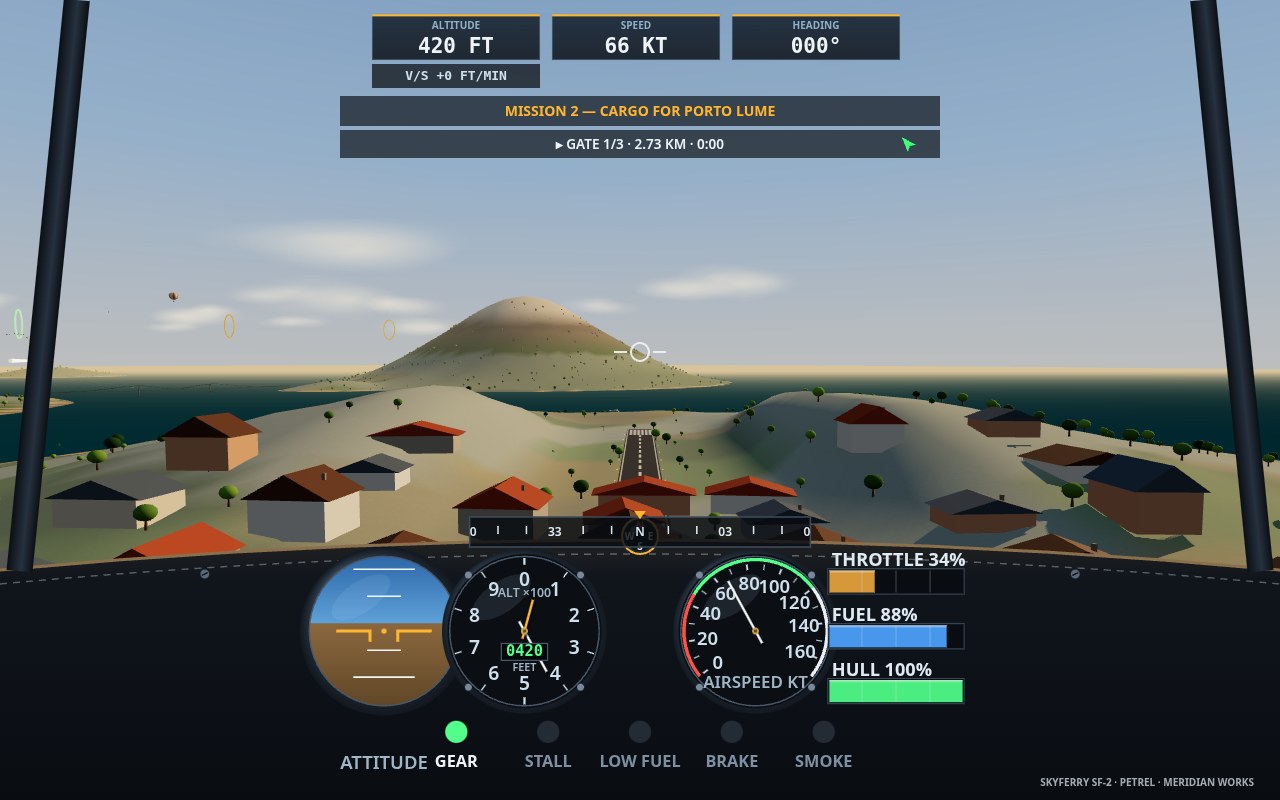 ALTITUDE
420 FT
V/S +0 FT/MIN
SPEED
66 KT
HEADING
000°
MISSION 2 — CARGO FOR PORTO LUME
▸ GATE 1/3 · 2.73 KM · 0:00
0 33 N 03 0
ATTITUDE
0 1 2 3 4 5 6 7 8 9
ALT ×100
0420
FEET
0 20 40 60 80 100 120 140 160
AIRSPEED KT
THROTTLE 34%
FUEL 88%
HULL 100%
GEAR
STALL
LOW FUEL
BRAKE
SMOKE
SKYFERRY SF-2 · PETREL · MERIDIAN WORKS